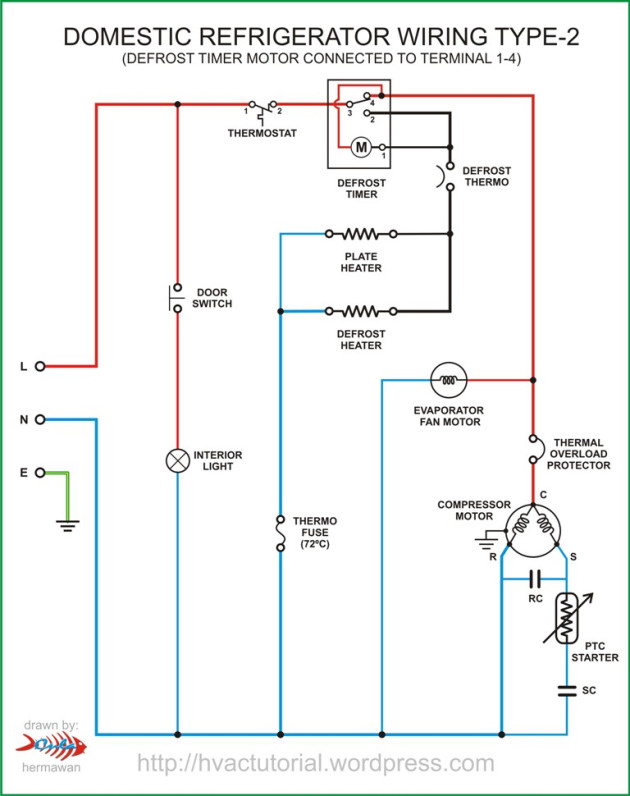 DOMESTIC REFRIGERATOR WIRING TYPE-2
(DEFROST TIMER MOTOR CONNECTED TO TERMINAL 1-4)
1
2
THERMOSTAT
3
4
2
M
1
DEFROST
TIMER
DEFROST
THERMO
PLATE
HEATER
DOOR
SWITCH
DEFROST
HEATER
L
EVAPORATOR
FAN MOTOR
N
THERMAL
OVERLOAD
PROTECTOR
INTERIOR
LIGHT
E
C
COMPRESSOR
MOTOR
THERMO
FUSE
(72ºC)
R
S
RC
PTC
STARTER
SC
drawn by:
hermawan
http://hvactutorial.wordpress.com